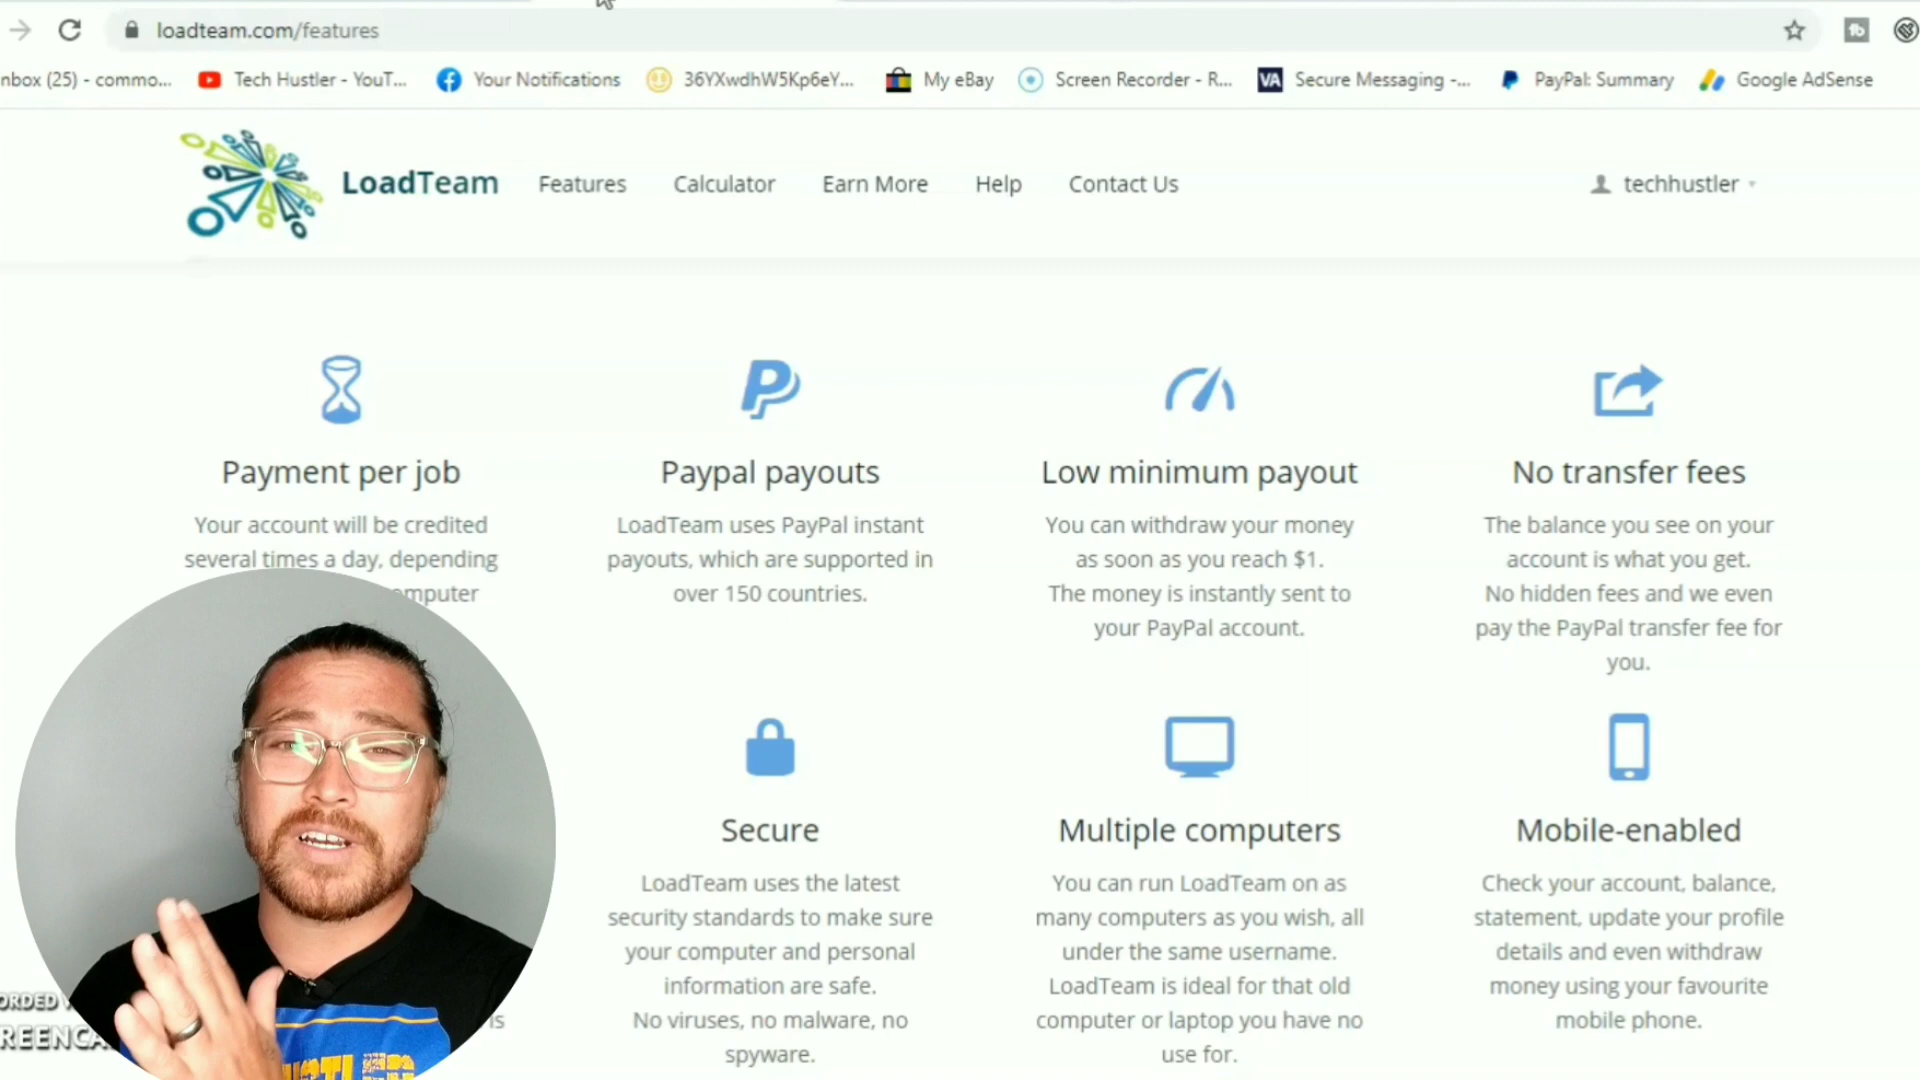 loadteam.com/features
nbox (25) - commo...
Tech Hustler - YouT...
Your Notifications
36YXwdhW5Kp6eY...
My eBay
Screen Recorder - R...
VA
Secure Messaging -...
PayPal: Summary
Google AdSense
LoadTeam
Features
Calculator
Earn More
Help
Contact Us
techhustler
Payment per job
Your account will be credited
several times a day, depending
omputer
Paypal payouts
LoadTeam uses PayPal instant
payouts, which are supported in
over 150 countries.
Low minimum payout
You can withdraw your money
as soon as you reach $1.
The money is instantly sent to
your PayPal account.
No transfer fees
The balance you see on your
account is what you get.
No hidden fees and we even
pay the PayPal transfer fee for
you.
is
Secure
LoadTeam uses the latest
security standards to make sure
your computer and personal
information are safe.
No viruses, no malware, no
spyware.
Multiple computers
You can run LoadTeam on as
many computers as you wish, all
under the same username.
LoadTeam is ideal for that old
computer or laptop you have no
use for.
Mobile-enabled
Check your account, balance,
statement, update your profile
details and even withdraw
money using your favourite
mobile phone.
ORDED
REENCA